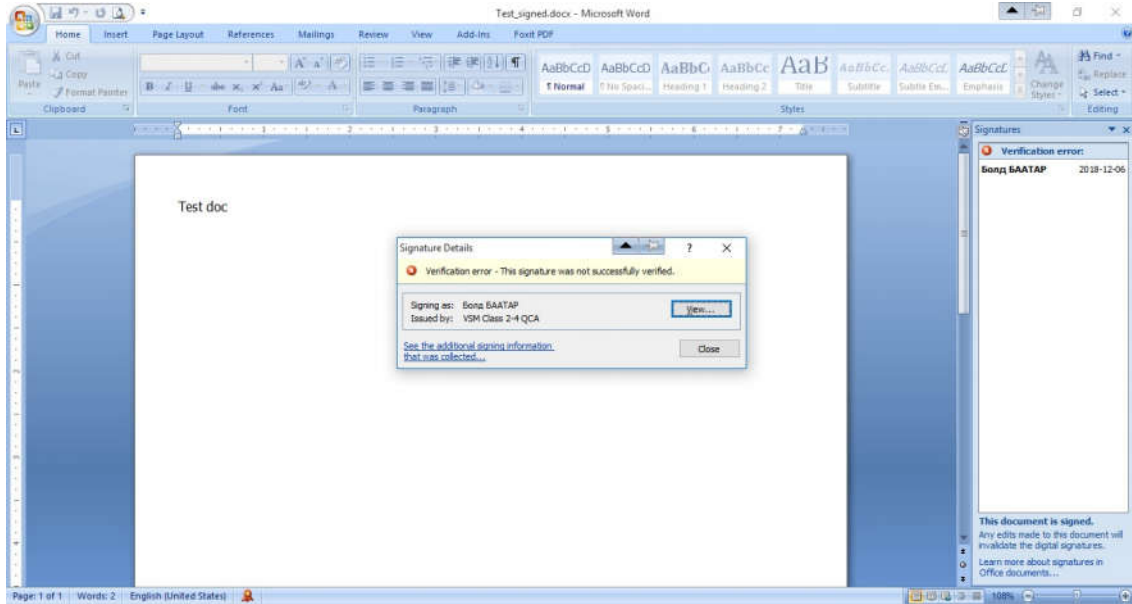 Test_signed.docx - Microsoft Word
Home Insert Page Layout References Mailings Review View Add-Ins Foxit PDF
Cut
Copy
Format Painter
Paste
Clipboard
Font
Paragraph
AaBbCcD AaBbCcD AaBbC AaBbCc AaB AaBbCc. AaBbCcL AaBbCcL
¶ Normal ¶ No Spaci... Heading 1 Heading 2 Title Subtitle Subtle Em... Emphasis
Change Styles
Styles
Find
Replace
Select
Editing
Test doc
Signature Details
Verification error - This signature was not successfully verified.
Signing as: Болд БААТАР
Issued by: VSM Class 2-4 QCA
View...
See the additional signing information
that was collected...
Close
Signatures
Verification error:
Болд БААТАР 2018-12-06
This document is signed.
Any edits made to this document will
invalidate the digital signatures.
Learn more about signatures in
Office documents...
Page: 1 of 1 Words: 2 English (United States) 108%